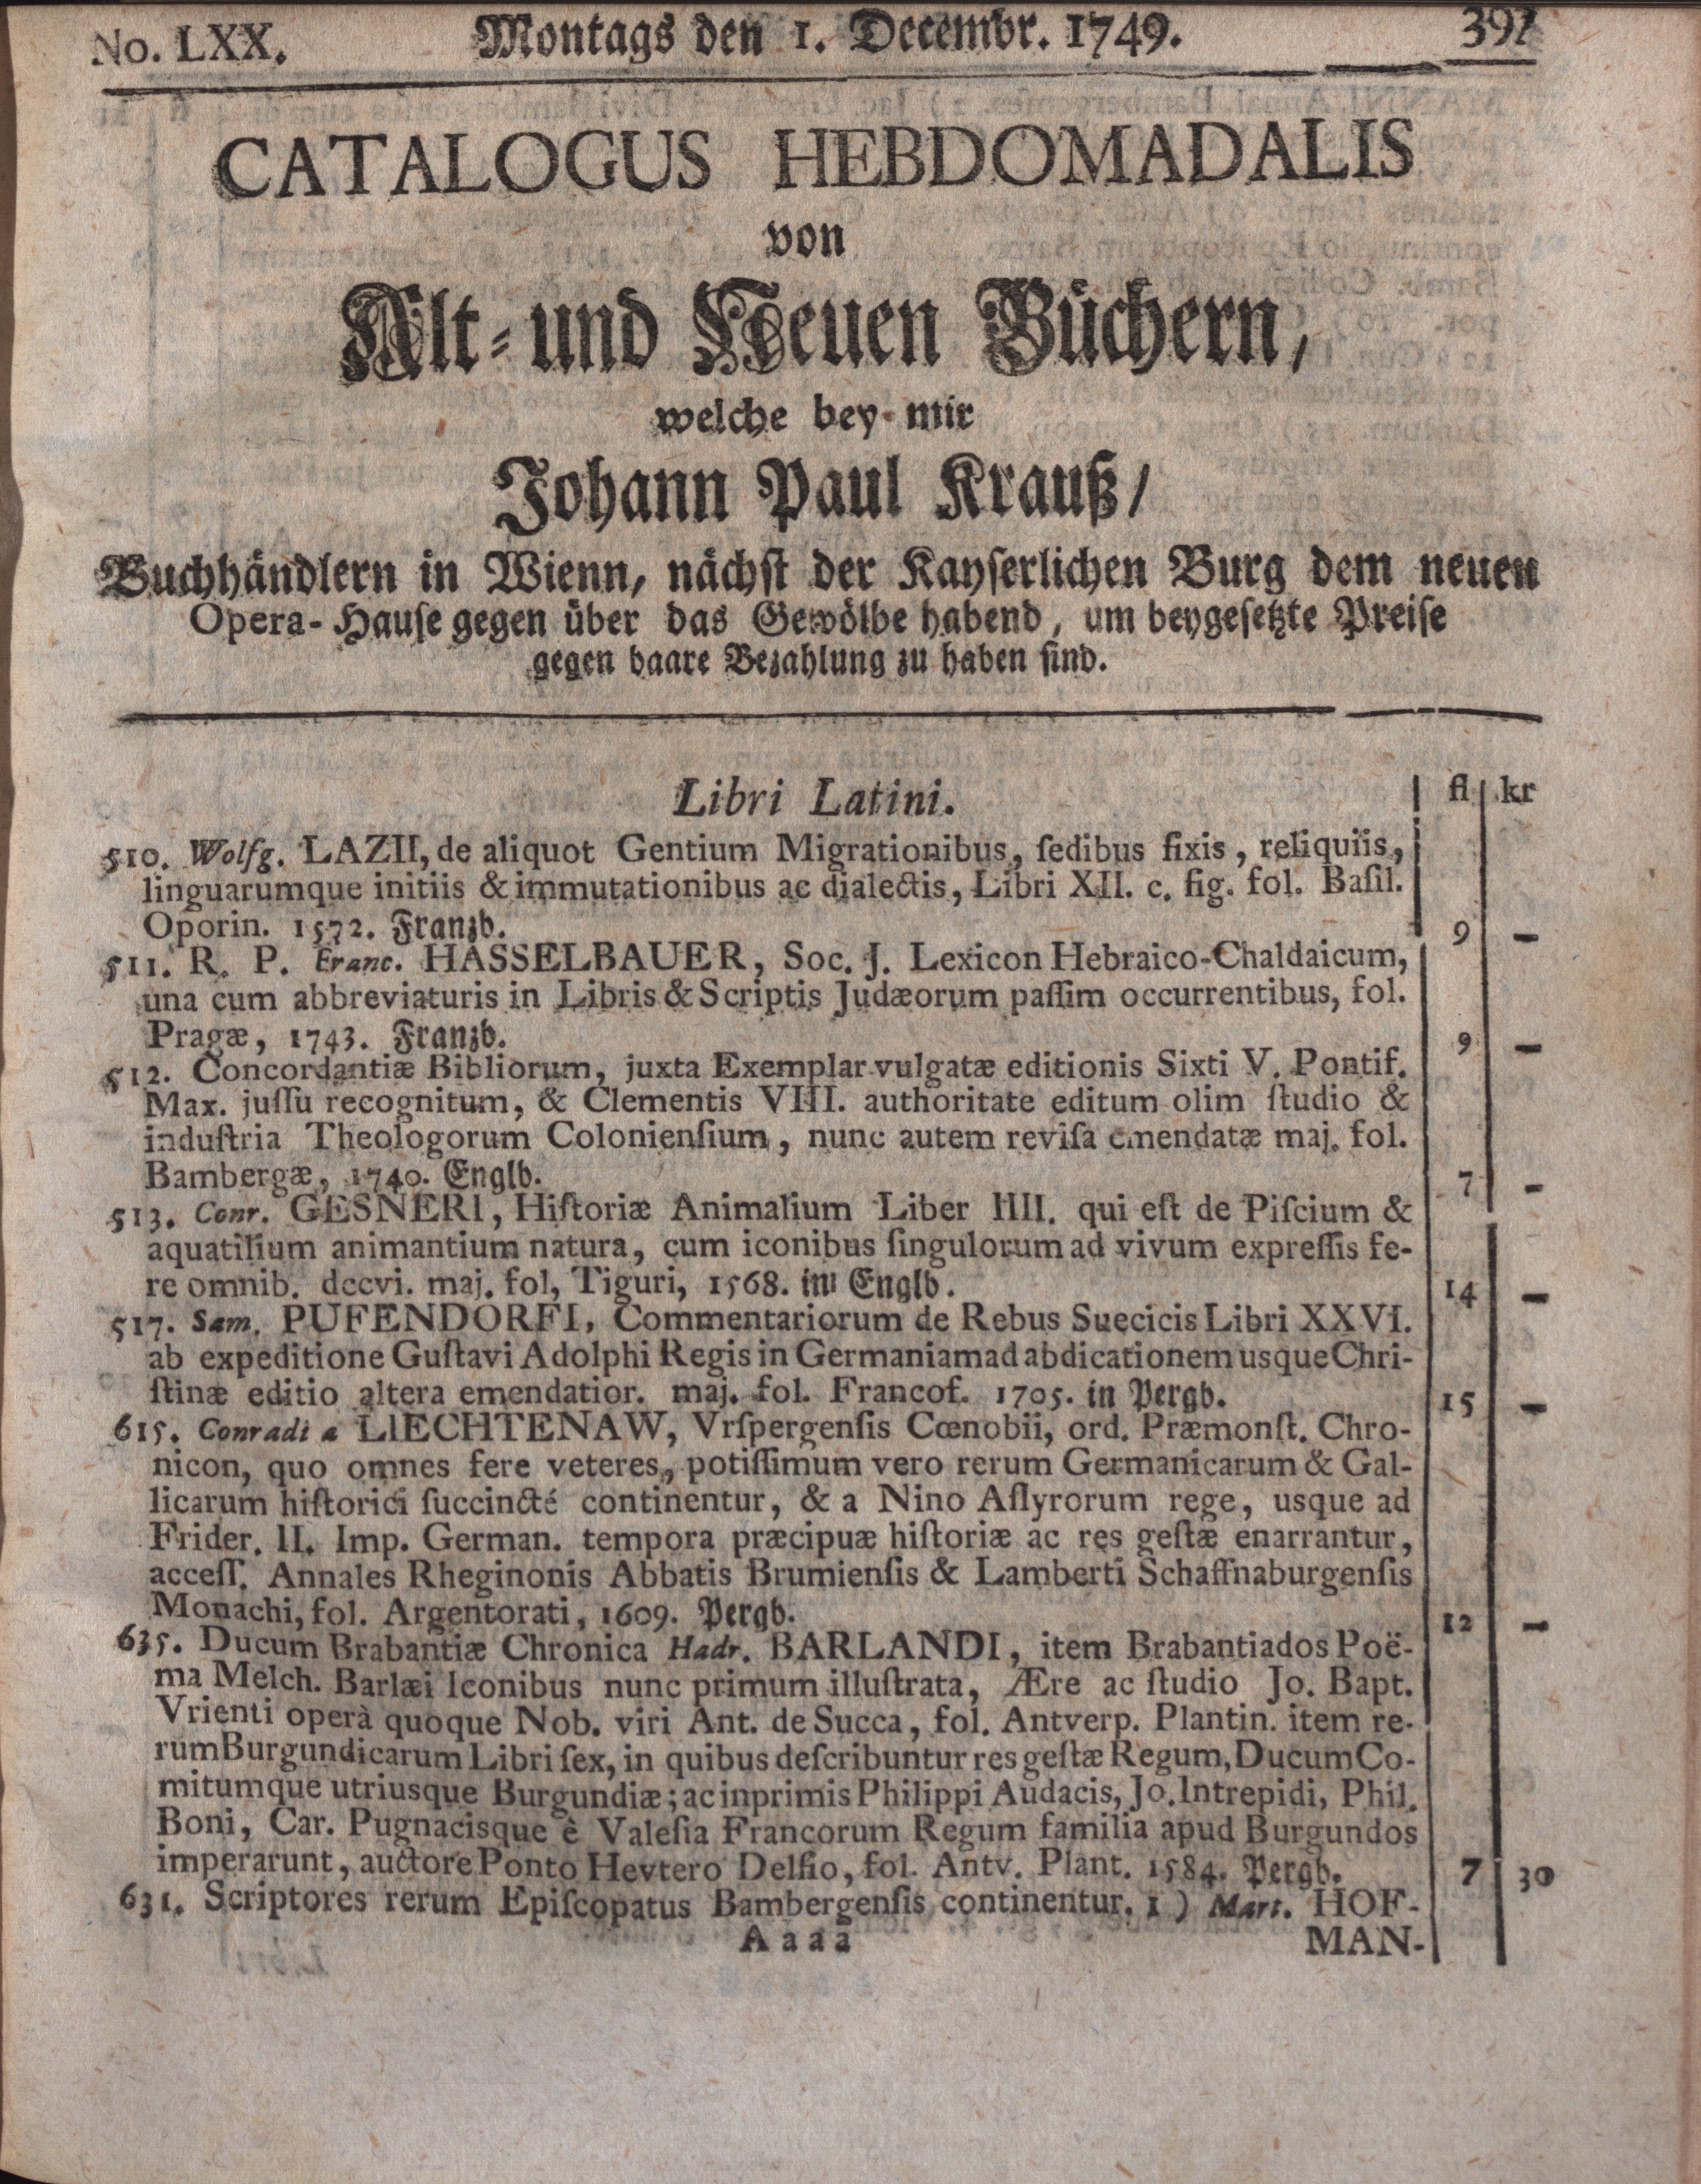 No. LXX. Montags den 1. Decembr. 1749. 397
CATALOGUS HEBDOMADALIS
von
Alt- und Neuen Büchern,
welche bey mir
Johann Paul Krauß/
Buchhändlern in Wienn, nächst der Kayserlichen Burg dem neuen
Opera-Hause gegen über das Gewölbe habend, um beygesetzte Preise
gegen baare Bezahlung zu haben sind.
Libri Latini. fl kr
510. Wolfg. LAZII, de aliquot Gentium Migrationibus, ſedibus fixis, reliquiis,
linguarumque initiis & immutationibus ac dialectis, Libri XII. c. fig. fol. Baſil.
Oporin. 1572. Franzb. 9 -
511. R. P. Franc. HASSELBAUER, Soc. J. Lexicon Hebraico-Chaldaicum,
una cum abbreviaturis in Libris & Scriptis Judæorum paſſim occurrentibus, fol.
Pragæ, 1743. Franzb. 9 -
512. Concordantiæ Bibliorum, juxta Exemplar vulgatæ editionis Sixti V. Pontif.
Max. juſſu recognitum, & Clementis VIII. authoritate editum olim ſtudio &
induſtria Theologorum Colonienſium, nunc autem reviſa emendatæ maj. fol.
Bambergæ, 1740. Englb. 7 -
513. Conr. GESNERI, Hiſtoriæ Animalium Liber IIII. qui eſt de Piſcium &
aquatilium animantium natura, cum iconibus ſingulorum ad vivum expreſſis fe-
re omnib. dccvi. maj. fol, Tiguri, 1568. in Englb. 14 -
517. Sam. PUFENDORFI, Commentariorum de Rebus Suecicis Libri XXVI.
ab expeditione Guſtavi Adolphi Regis in Germaniam ad abdicationem usque Chri-
ſtinæ editio altera emendatior. maj. fol. Francof. 1705. in Pergb. 15 -
615. Conradi a LIECHTENAW, Vrſpergenſis Cœnobii, ord. Præmonſt. Chro-
nicon, quo omnes fere veteres, potiſſimum vero rerum Germanicarum & Gal-
licarum hiſtorici ſuccincté continentur, & a Nino Aſſyrorum rege, usque ad
Frider. II. Imp. German. tempora præcipuæ hiſtoriæ ac res geſtæ enarrantur,
acceſſ. Annales Rheginonis Abbatis Brumienſis & Lamberti Schaffnaburgenſis
Monachi, fol. Argentorati, 1609. Pergb. 12 -
635. Ducum Brabantiæ Chronica Hadr. BARLANDI, item Brabantiados Poë-
ma Melch. Barlæi Iconibus nunc primum illuſtrata, Ære ac ſtudio Jo. Bapt.
Vrienti operà quoque Nob. viri Ant. de Succa, fol. Antverp. Plantin. item re-
rum Burgundicarum Libri ſex, in quibus deſcribuntur res geſtæ Regum, Ducum Co-
mitumque utriusque Burgundiæ; ac inprimis Philippi Audacis, Jo. Intrepidi, Phil.
Boni, Car. Pugnacisque è Valeſia Francorum Regum familia apud Burgundos
imperarunt, auctore Ponto Hevtero Delfio, fol. Antv. Plant. 1584. Pergb. 7 30
631. Scriptores rerum Epiſcopatus Bambergenſis continentur. 1) Mart. HOF-
Aaaa MAN-